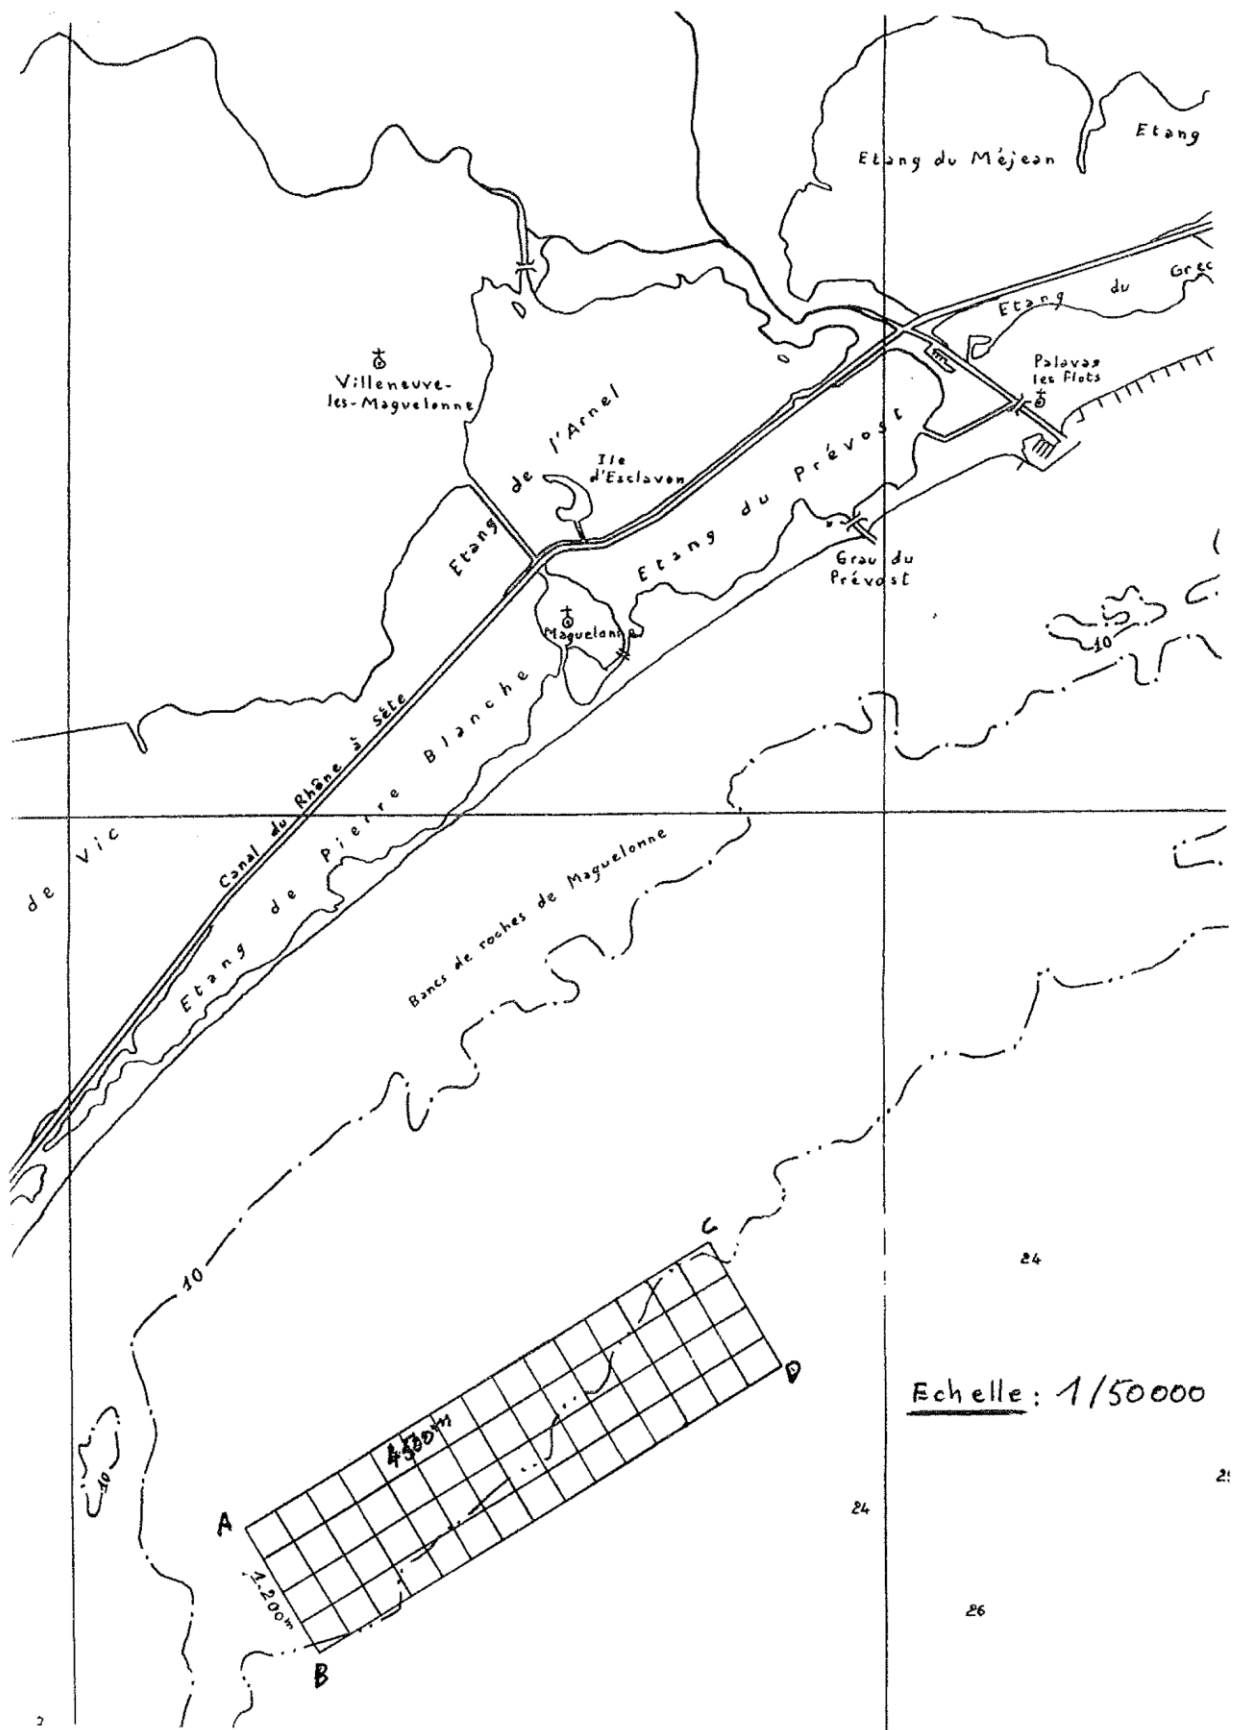 Etang
Etang du Méjean
Etang du Grec
Palavas
les Flots
Villeneuve-
les-Maguelonne
Etang de l'Arnel
Ile
d'Esclavon
Etang du Prévost
Grau du
Prévost
Maguelonne
10
Canal du Rhône à Sète
Etang de Pierre Blanche
de Vic
Bancs de roches de Maguelonne
10
C
24
D
Echelle: 1/50000
4500m
10
24
A
1.200m
26
B